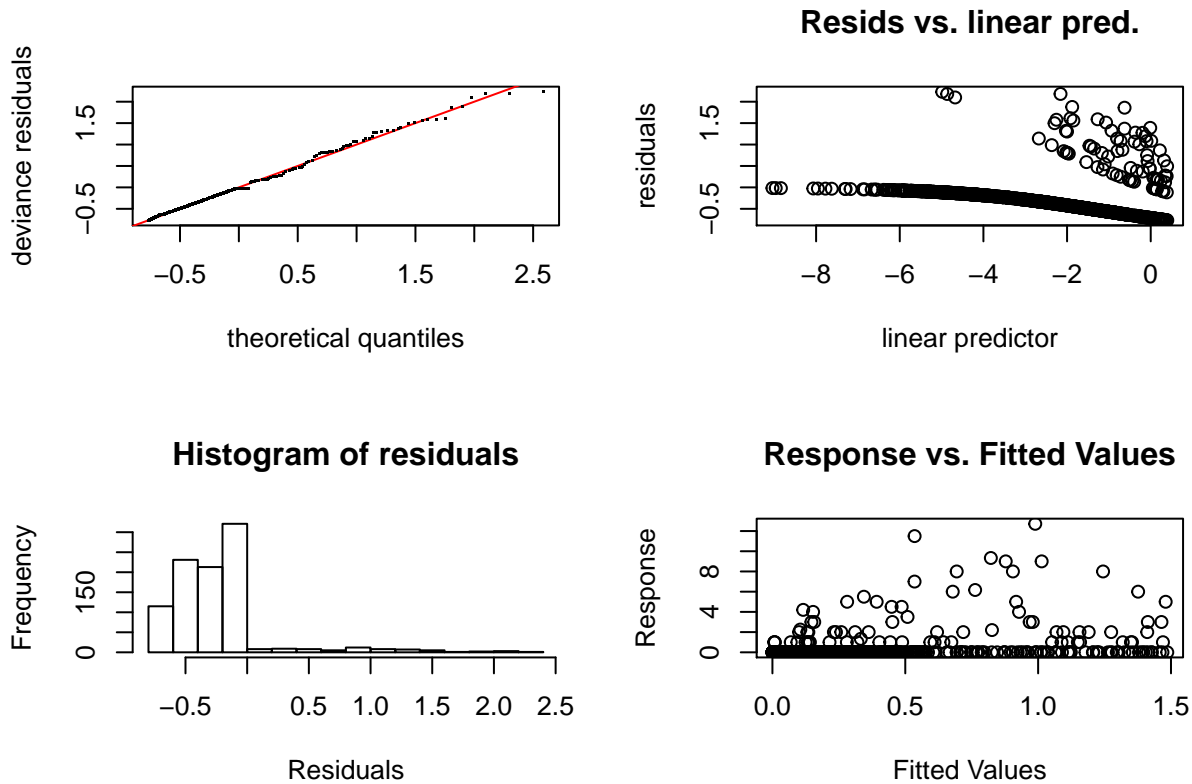 deviance residuals
−0.5 1.5
−0.5 0.5 1.5 2.5
theoretical quantiles
Resids vs. linear pred.
residuals
−0.5 1.5
−8 −6 −4 −2 0
linear predictor
Histogram of residuals
Frequency
0 150
−0.5 0.5 1.0 1.5 2.0 2.5
Residuals
Response vs. Fitted Values
Response
0 4 8
0.0 0.5 1.0 1.5
Fitted Values